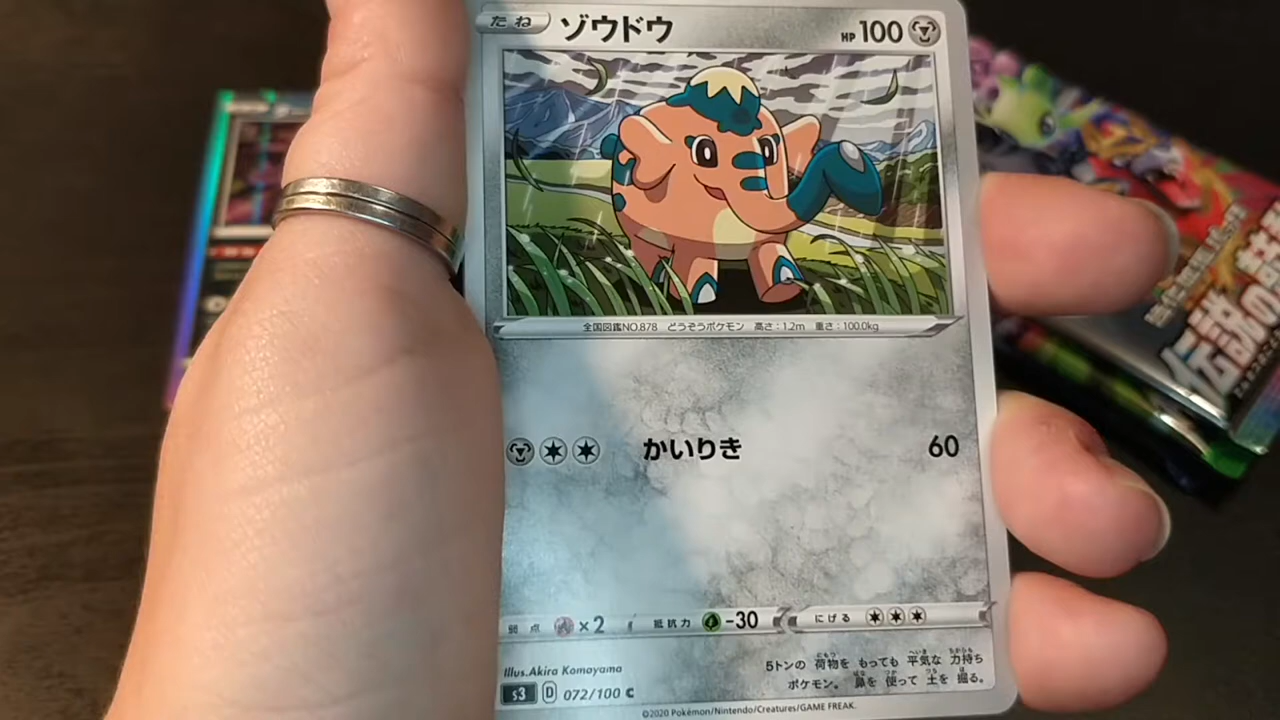 たね ゾウドウ HP 100
全国図鑑NO.878 どうぞうポケモン 高さ:1.2m 重さ:100.0kg
かいりき 60
弱点 ×2 抵抗力 -30 にげる
Illus.Akira Komayama
5トンの 荷物を もっても 平気な 力持ち
ポケモン。 鼻を 使って 土を 掘る。
s3 D 072/100 C
©2020 Pokémon/Nintendo/Creatures/GAME FREAK.
伝説の